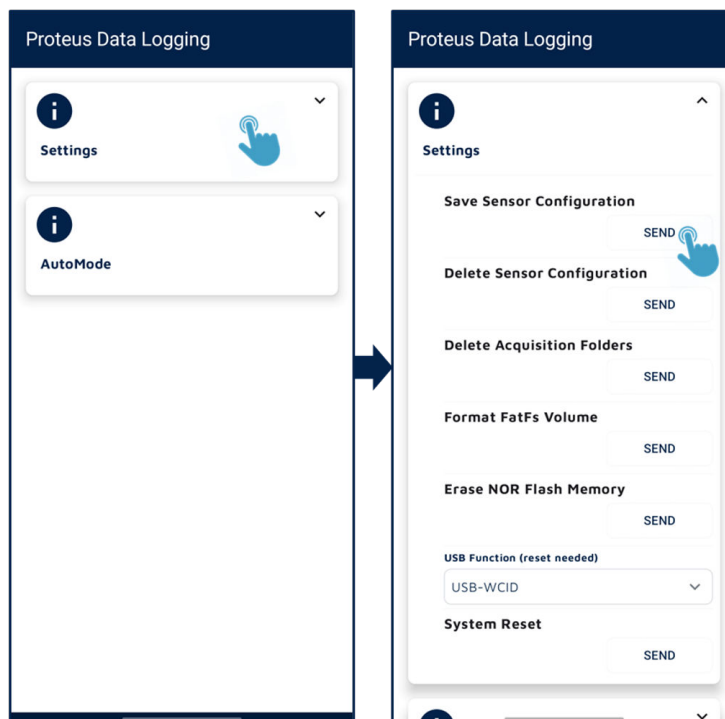 Proteus Data Logging
Settings
AutoMode
Proteus Data Logging
Settings
Save Sensor Configuration
SEND
Delete Sensor Configuration
SEND
Delete Acquisition Folders
SEND
Format FatFs Volume
SEND
Erase NOR Flash Memory
SEND
USB Function (reset needed)
USB-WCID
System Reset
SEND